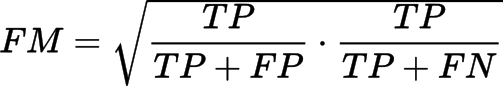 FM = √(TP / (TP + FP) · TP / (TP + FN))